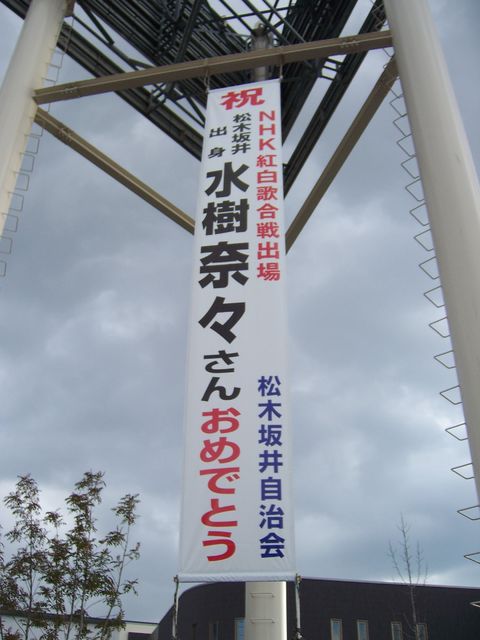 祝
NHK紅白歌合戦出場
松木坂井
出身
水樹奈々さんおめでとう
松木坂井自治会